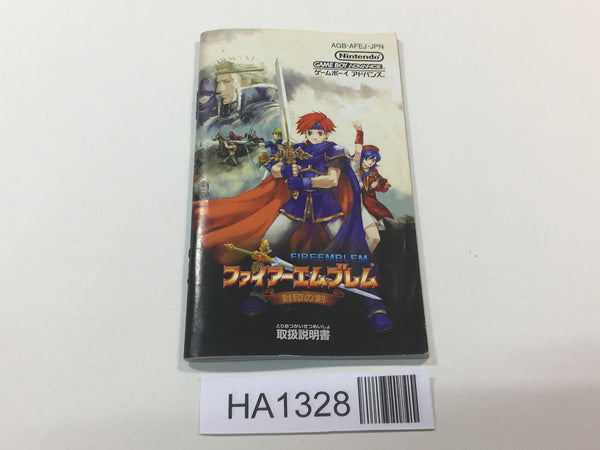 AGB-AFEJ-JPN
Nintendo
GAME BOY ADVANCE
ゲームボーイ アドバンス
FIREEMBLEM
ファイアーエムブレム
封印の剣
とりあつかいせつめいしょ
取扱説明書
HA1328